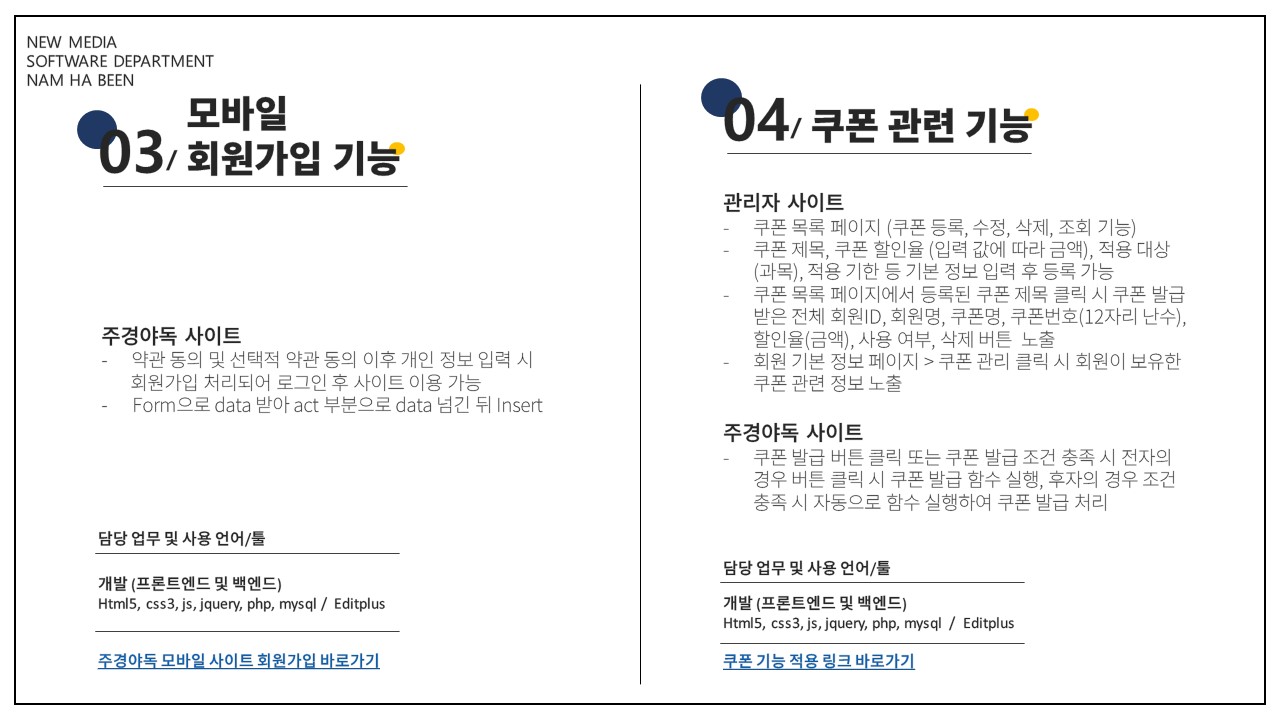 NEW MEDIA
SOFTWARE DEPARTMENT
NAM HA BEEN
모바일
03/ 회원가입 기능
주경야독 사이트
- 약관 동의 및 선택적 약관 동의 이후 개인 정보 입력 시
회원가입 처리되어 로그인 후 사이트 이용 가능
- Form으로 data 받아 act 부분으로 data 넘긴 뒤 Insert
담당 업무 및 사용 언어/툴
개발 (프론트엔드 및 백엔드)
Html5, css3, js, jquery, php, mysql / Editplus
주경야독 모바일 사이트 회원가입 바로가기
04/ 쿠폰 관련 기능
관리자 사이트
- 쿠폰 목록 페이지 (쿠폰 등록, 수정, 삭제, 조회 기능)
- 쿠폰 제목, 쿠폰 할인율 (입력 값에 따라 금액), 적용 대상
(과목), 적용 기한 등 기본 정보 입력 후 등록 가능
- 쿠폰 목록 페이지에서 등록된 쿠폰 제목 클릭 시 쿠폰 발급
받은 전체 회원ID, 회원명, 쿠폰명, 쿠폰번호(12자리 난수),
할인율(금액), 사용 여부, 삭제 버튼 노출
- 회원 기본 정보 페이지 > 쿠폰 관리 클릭 시 회원이 보유한
쿠폰 관련 정보 노출
주경야독 사이트
- 쿠폰 발급 버튼 클릭 또는 쿠폰 발급 조건 충족 시 전자의
경우 버튼 클릭 시 쿠폰 발급 함수 실행, 후자의 경우 조건
충족 시 자동으로 함수 실행하여 쿠폰 발급 처리
담당 업무 및 사용 언어/툴
개발 (프론트엔드 및 백엔드)
Html5, css3, js, jquery, php, mysql / Editplus
쿠폰 기능 적용 링크 바로가기